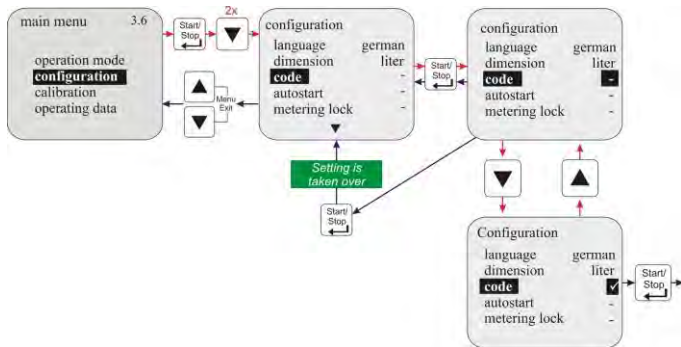 main menu 3.6
operation mode
configuration
calibration
operating data
Start/
Stop
2x
configuration
language german
dimension liter
code -
autostart -
metering lock -
Start/
Stop
configuration
language german
dimension liter
code -
autostart -
metering lock -
Menu
Exit
Setting is
taken over
Start/
Stop
Configuration
language german
dimension liter
code ✓
autostart -
metering lock -
Start/
Stop